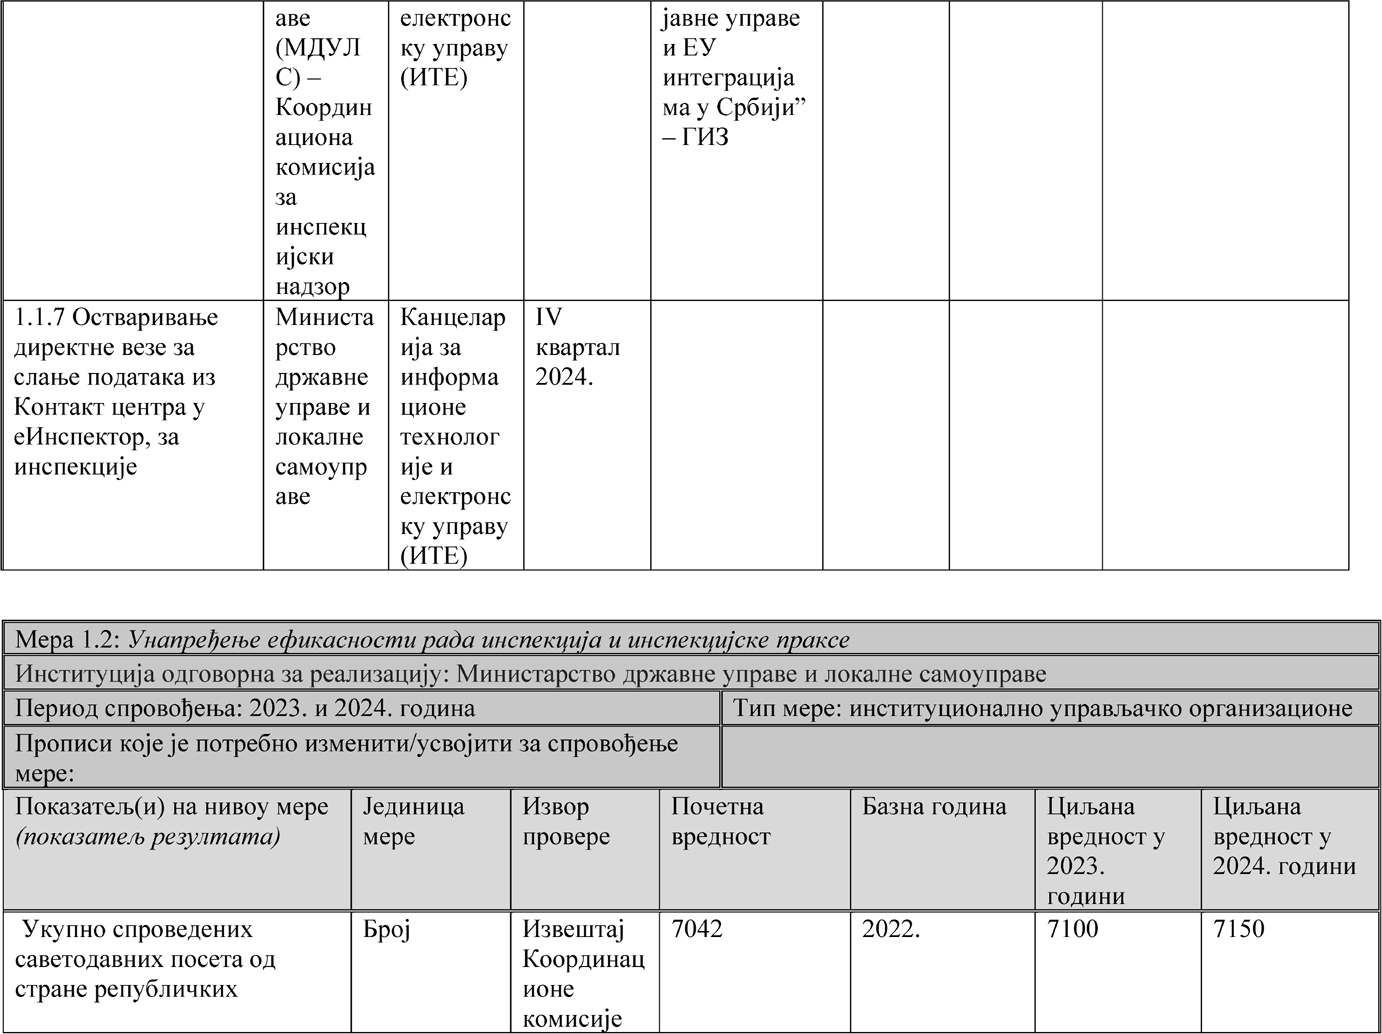 аве
(МДУЛ
С) –
Координ
ациона
комисија
за
инспекц
ијски
надзор
електронс
ку управу
(ИТЕ)
јавне управе
и ЕУ
интеграција
ма у Србији”
– ГИЗ
1.1.7 Остваривање
директне везе за
слање података из
Контакт центра у
еИнспектор, за
инспекције
Министа
рство
државне
управе и
локалне
самоупр
аве
Канцелар
ија за
информа
ционе
технолог
ије и
електронс
ку управу
(ИТЕ)
IV
квартал
2024.
Мера 1.2: Унапређење ефикасности рада инспекција и инспекцијске праксе
Институција одговорна за реализацију: Министарство државне управе и локалне самоуправе
Период спровођења: 2023. и 2024. година
Тип мере: институционално управљачко организационе
Прописи које је потребно изменити/усвојити за спровођење
мере:
Показатељ(и) на нивоу мере
(показатељ резултата)
Јединица
мере
Извор
провере
Почетна
вредност
Базна година
Циљана
вредност у
2023.
години
Циљана
вредност у
2024. години
Укупно спроведених
саветодавних посета од
стране републичких
Број
Извештај
Координац
ионе
комисије
7042
2022.
7100
7150